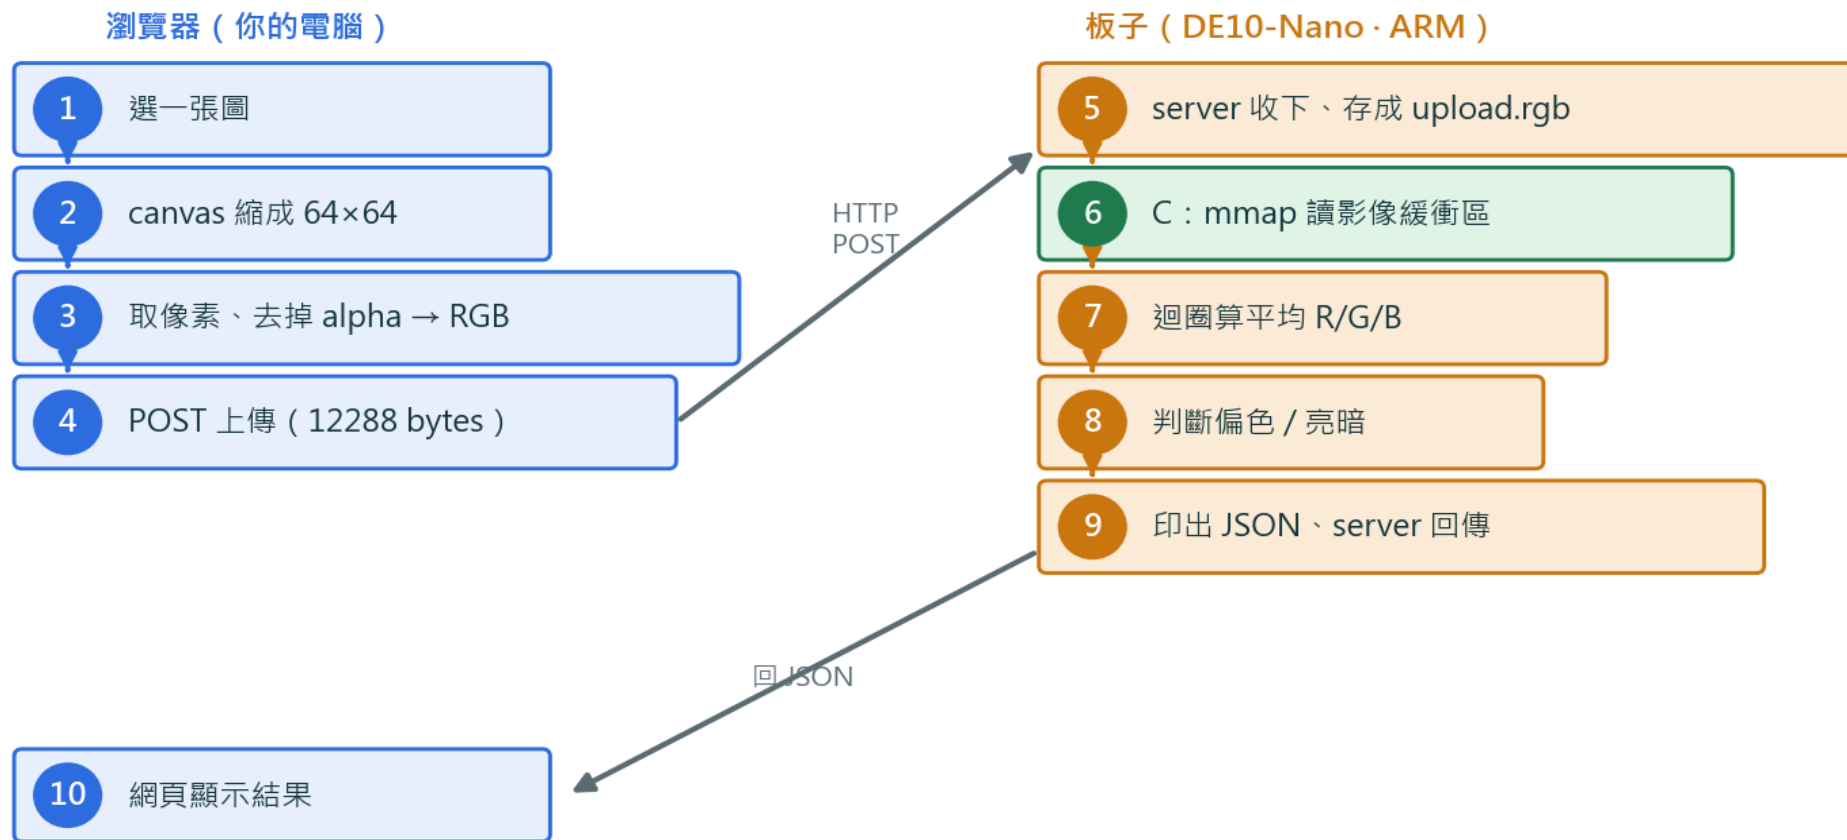 瀏覽器（你的電腦）
1 選一張圖
2 canvas 縮成 64×64
3 取像素、去掉 alpha → RGB
4 POST 上傳（12288 bytes）
HTTP
POST
板子（DE10-Nano · ARM）
5 server 收下、存成 upload.rgb
6 C：mmap 讀影像緩衝區
7 迴圈算平均 R/G/B
8 判斷偏色 / 亮暗
9 印出 JSON、server 回傳
回 JSON
10 網頁顯示結果